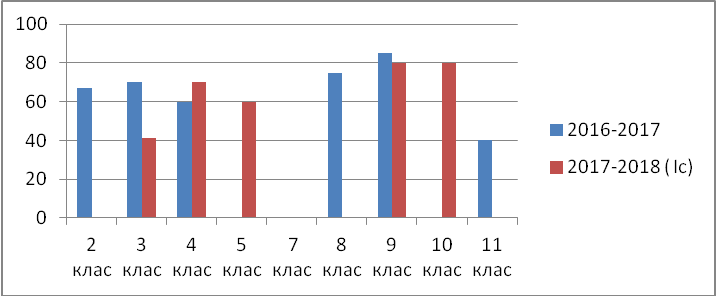 100
80
60
40
20
0
2 клас
3 клас
4 клас
5 клас
7 клас
8 клас
9 клас
10 клас
11 клас
2016-2017
2017-2018 ( Іс)